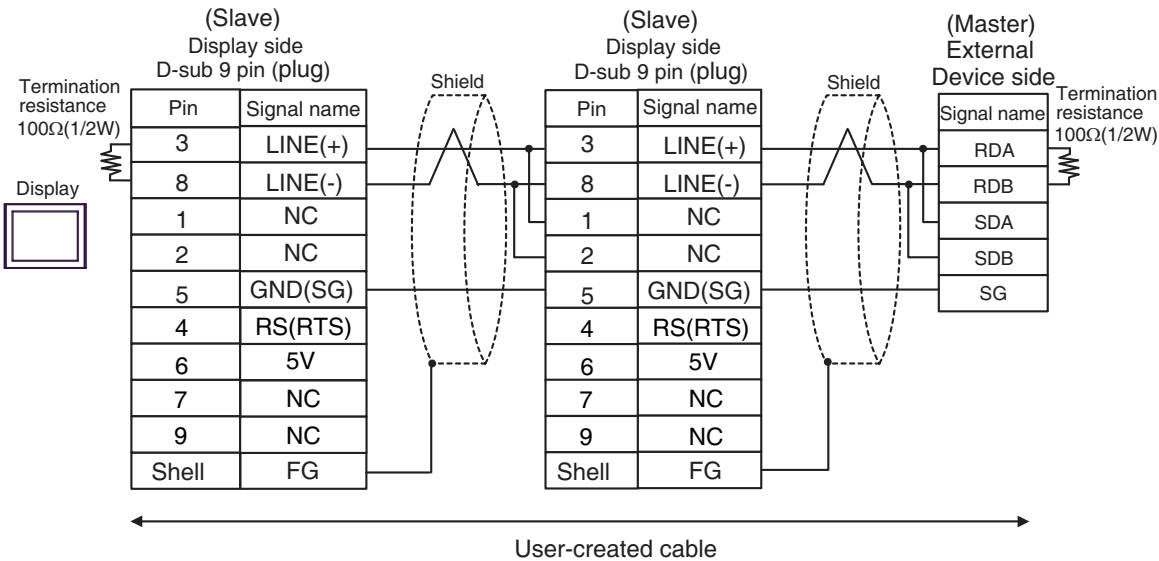 (Slave)
Display side
D-sub 9 pin (plug)
(Slave)
Display side
D-sub 9 pin (plug)
(Master)
External
Device side
Termination
resistance
100Ω(1/2W)
Shield
Shield
Termination
resistance
100Ω(1/2W)
Display
Pin Signal name
3 LINE(+)
8 LINE(-)
1 NC
2 NC
5 GND(SG)
4 RS(RTS)
6 5V
7 NC
9 NC
Shell FG
Pin Signal name
3 LINE(+)
8 LINE(-)
1 NC
2 NC
5 GND(SG)
4 RS(RTS)
6 5V
7 NC
9 NC
Shell FG
Signal name
RDA
RDB
SDA
SDB
SG
User-created cable